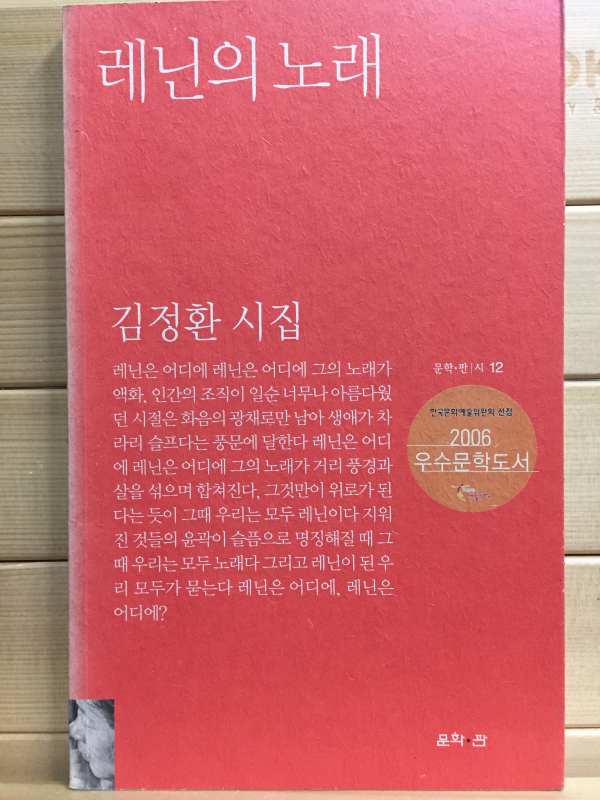 레닌의 노래
김정환 시집
레닌은 어디에 레닌은 어디에 그의 노래가
액화, 인간의 조직이 일순 너무나 아름다웠
던 시절은 화음의 광채로만 남아 생애가 차
라리 슬프다는 풍문에 달한다 레닌은 어디
에 레닌은 어디에 그의 노래가 거리 풍경과
살을 섞으며 합쳐진다, 그것만이 위로가 된
다는 듯이 그때 우리는 모두 레닌이다 지워
진 것들의 윤곽이 슬픔으로 명징해질 때 그
때 우리는 모두 노래다 그리고 레닌이 된 우
리 모두가 묻는다 레닌은 어디에, 레닌은
어디에?
문학·판 | 시 12
한국문화예술위원회 선정
2006
우수문학도서
문학·판